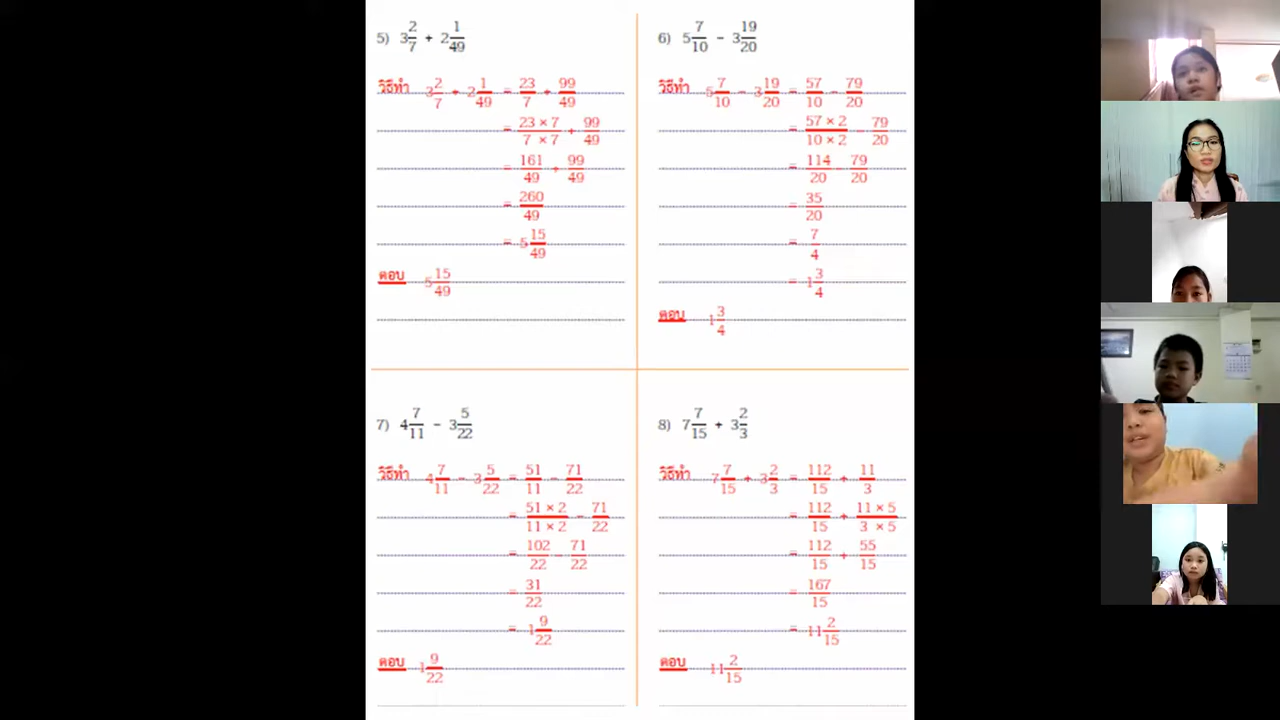 5) 3 2/7 + 2 1/49
วิธีทำ 3 2/7 + 2 1/49 = 23/7 + 99/49
= (23 × 7)/(7 × 7) + 99/49
= 161/49 + 99/49
= 260/49
= 5 15/49
ตอบ 5 15/49
6) 5 7/10 − 3 19/20
วิธีทำ 5 7/10 − 3 19/20 = 57/10 − 79/20
= (57 × 2)/(10 × 2) − 79/20
= 114/20 − 79/20
= 35/20
= 7/4
= 1 3/4
ตอบ 1 3/4
7) 4 7/11 − 3 5/22
วิธีทำ 4 7/11 − 3 5/22 = 51/11 − 71/22
= (51 × 2)/(11 × 2) − 71/22
= 102/22 − 71/22
= 31/22
= 1 9/22
ตอบ 1 9/22
8) 7 7/15 + 3 2/3
วิธีทำ 7 7/15 + 3 2/3 = 112/15 + 11/3
= 112/15 + (11 × 5)/(3 × 5)
= 112/15 + 55/15
= 167/15
= 11 2/15
ตอบ 11 2/15